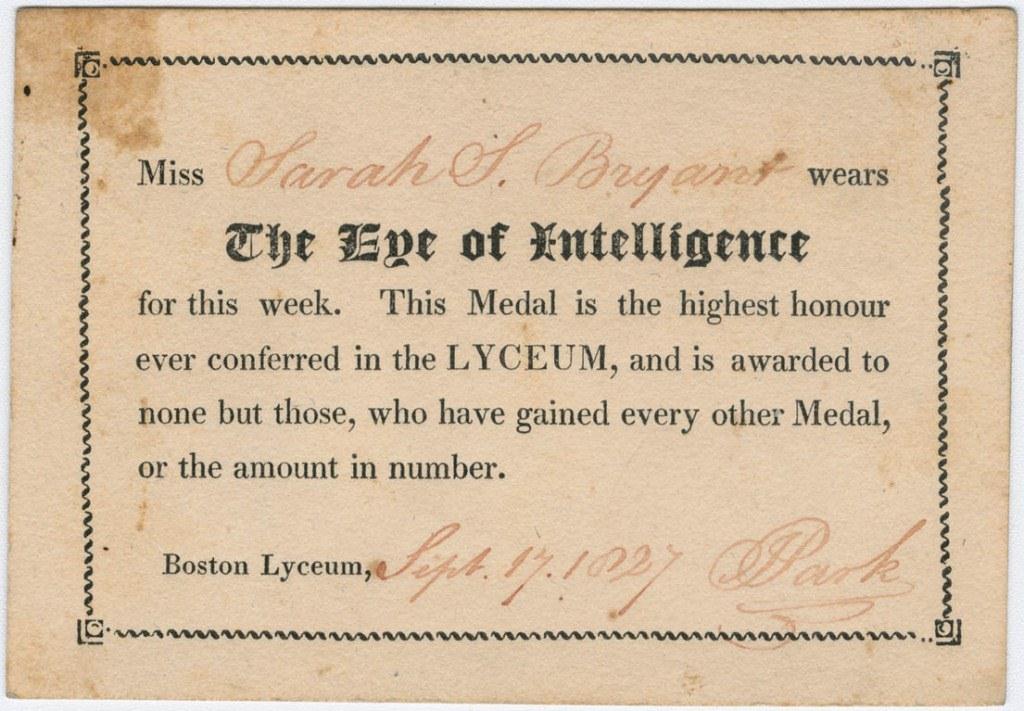 Miss Sarah S. Bryant wears
The Eye of Intelligence
for this week. This Medal is the highest honour
ever conferred in the LYCEUM, and is awarded to
none but those, who have gained every other Medal,
or the amount in number.
Boston Lyceum, Sept. 17. 1827 Park